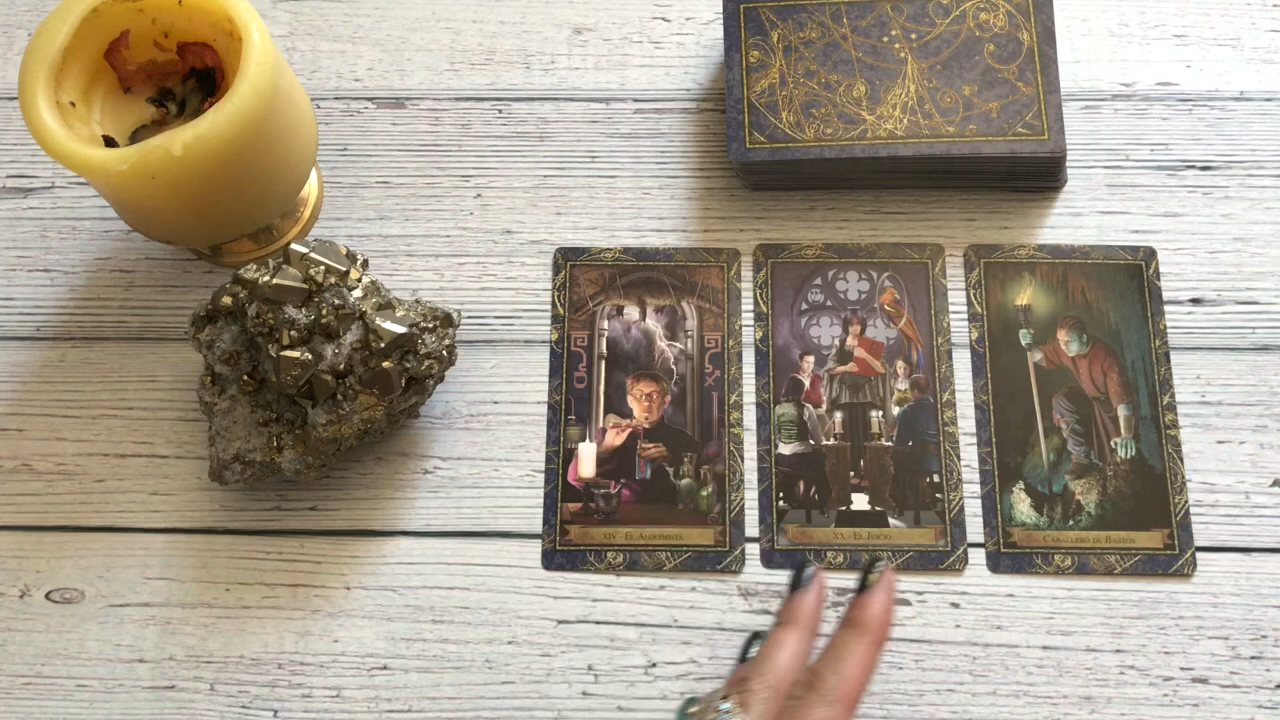 XIV - El Alquimista
XX - El Juicio
Caballero de Bastos